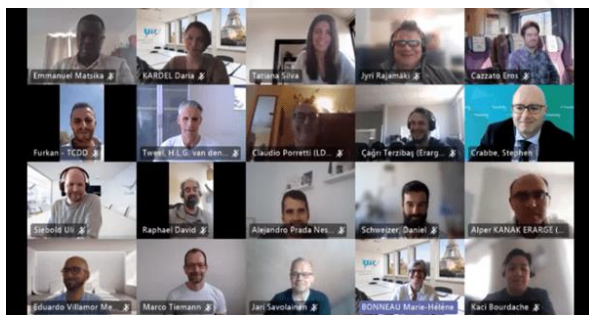 Emmanuel Matsika
KARDEL Daria
Tatiana Silva
Jyri Rajamäki
Cazzato Eros
Furkan - TCDD
Tweel, H.L.G. van den...
Claudio Porretti (LD...
Çağrı Terzibaş (Erarg...
Crabbe, Stephen
Siebold Uli
Raphael David
Alejandro Prada Nes...
Schweizer, Daniel
Alper KANAK ERARGE (...
Eduardo Villamor Me...
Marco Tiemann
Jari Savolainen
BONNEAU Marie-Hélène
Kaci Bourdache